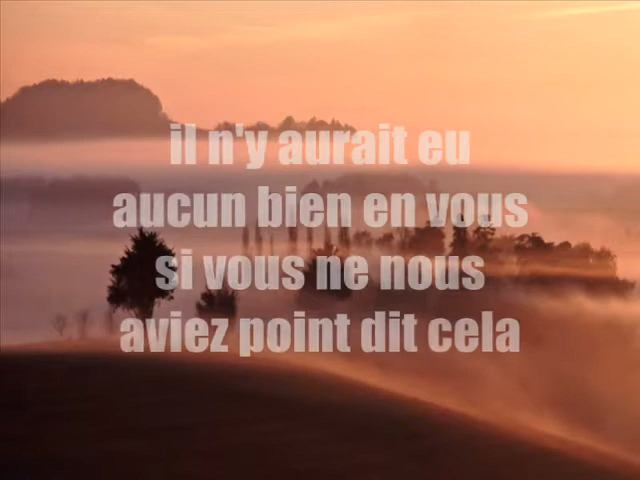 il n'y aurait eu
aucun bien en vous
si vous ne nous
aviez point dit cela